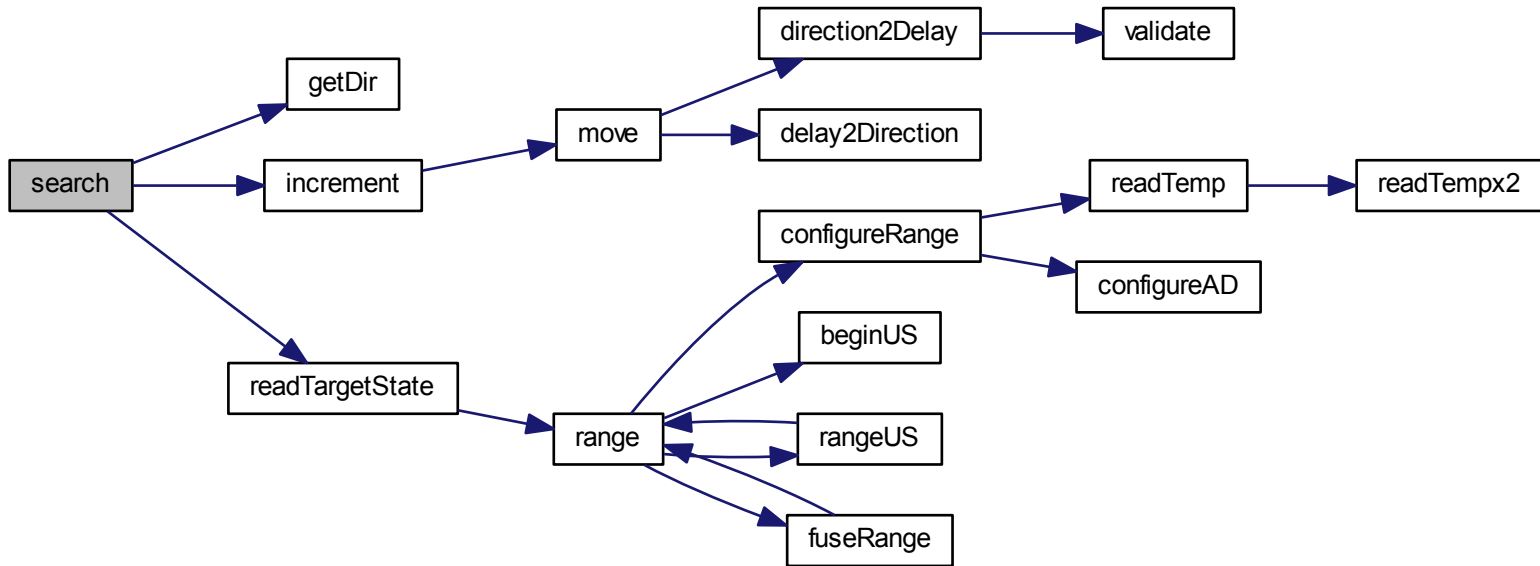 direction2Delay
validate
getDir
move
delay2Direction
search
increment
readTemp
readTempx2
configureRange
configureAD
beginUS
readTargetState
range
rangeUS
fuseRange